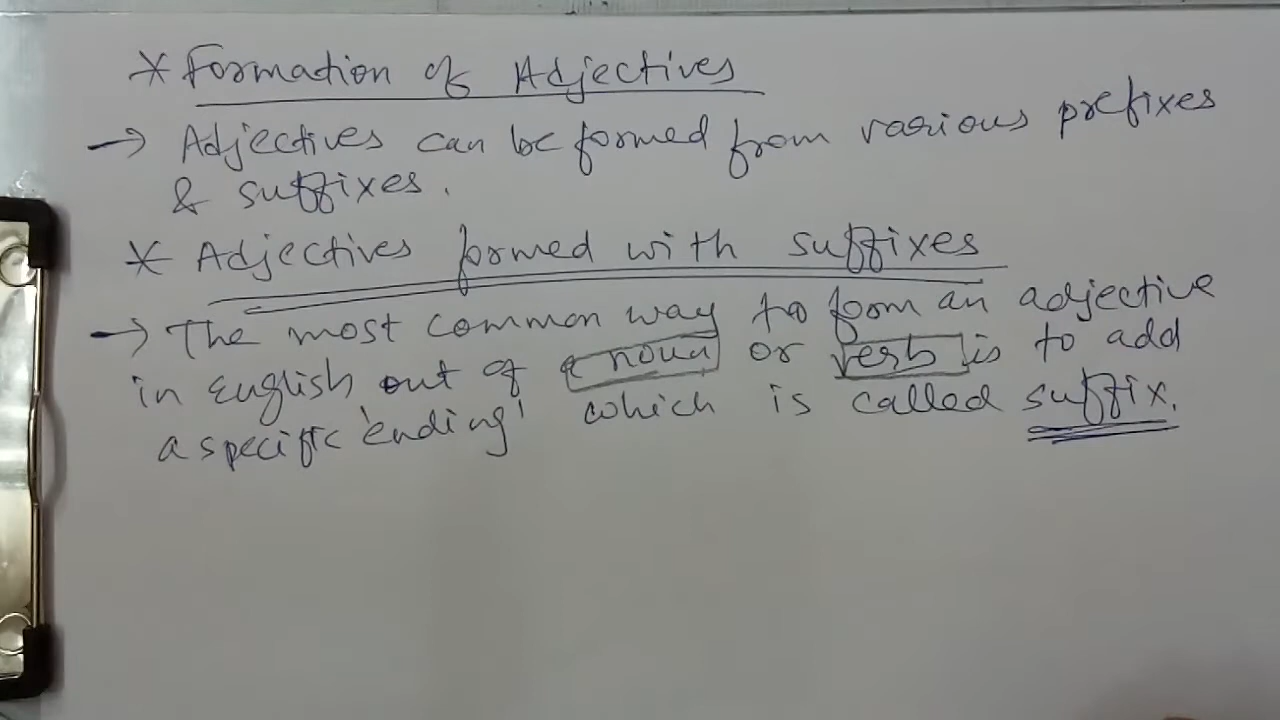 * Formation of Adjectives
→ Adjectives can be formed from various prefixes
& suffixes.
* Adjectives formed with suffixes
→ The most common way to form an adjective
in English out of a noun or verb is to add
a specific 'ending' which is called suffix.